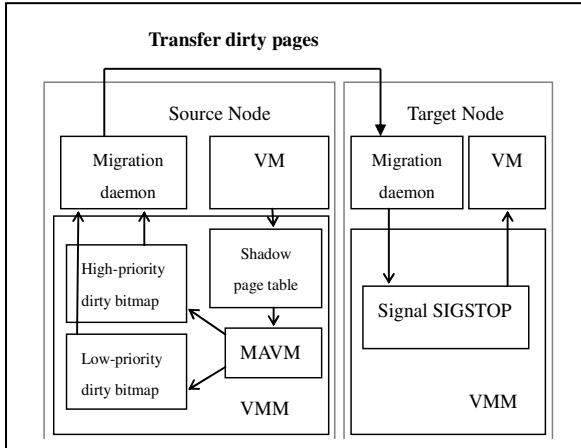 Transfer dirty pages
Source Node
Target Node
Migration
daemon
VM
Migration
daemon
VM
High-priority
dirty bitmap
Shadow
page table
Signal SIGSTOP
Low-priority
dirty bitmap
MAVM
VMM
VMM